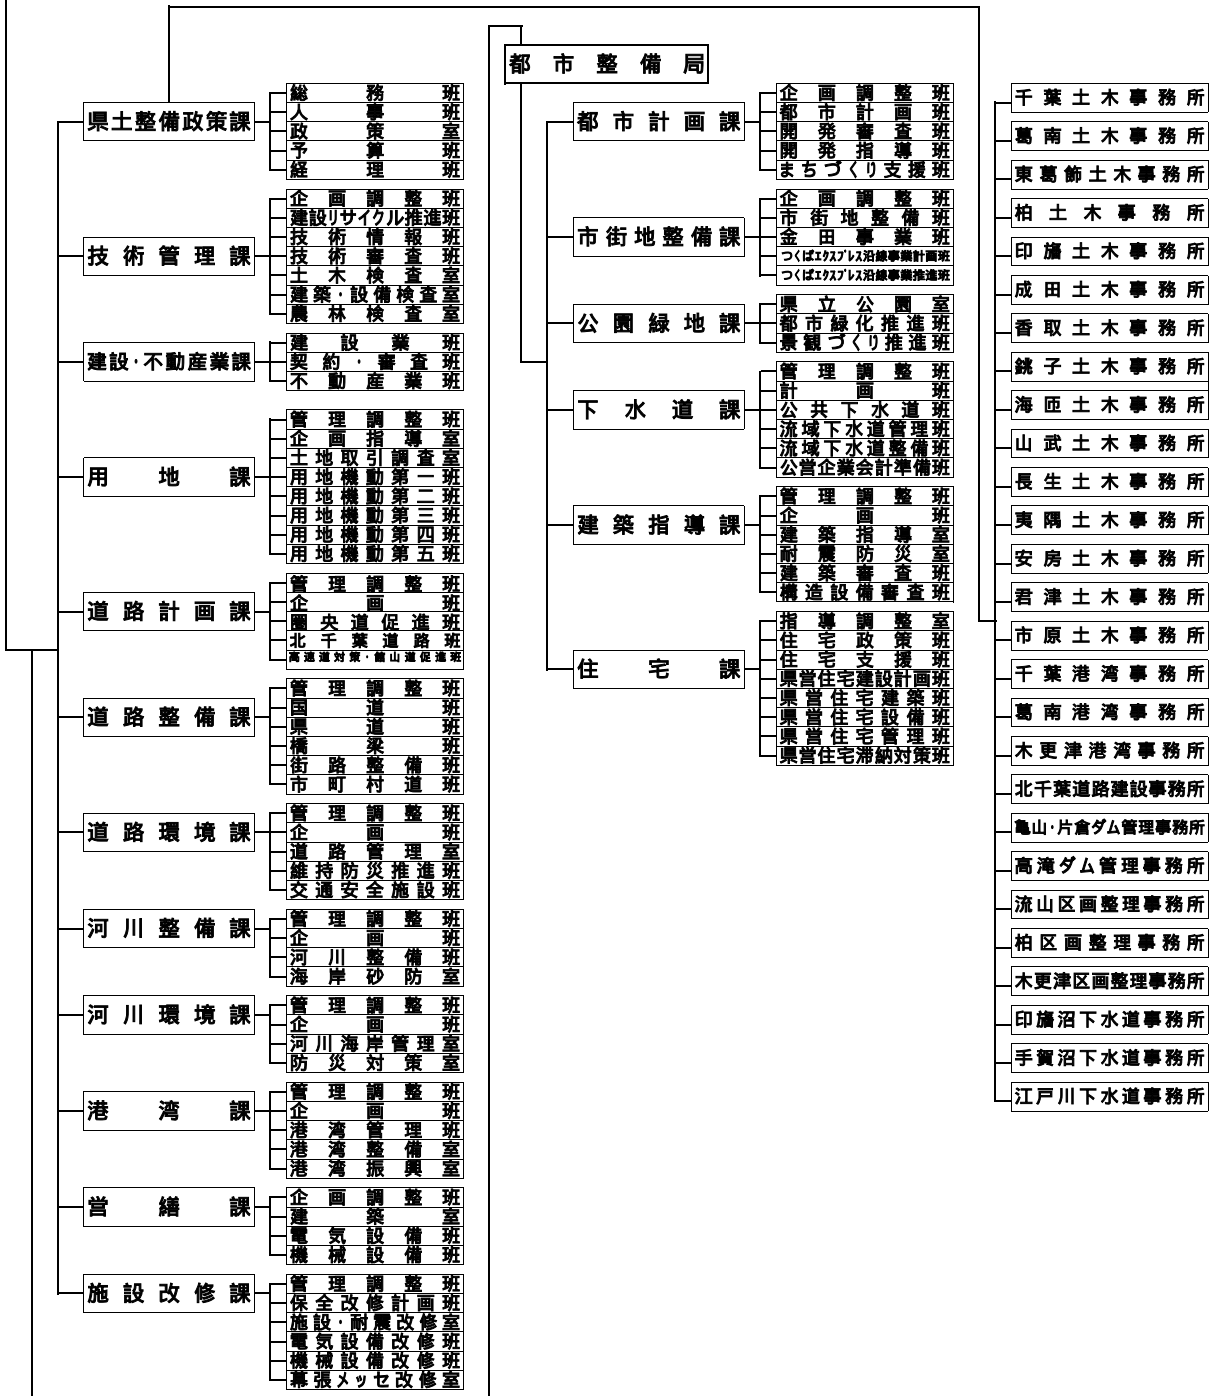 県土整備政策課
総務班
人事班
政策室
予算班
経理班
技術管理課
企画調整班
建設リサイクル推進班
技術情報班
技術審査班
土木検査室
建築・設備検査室
農林検査室
建設・不動産業課
建設業班
契約・審査班
不動産業班
用地課
管理調整班
企画指導室
土地取引調査室
用地機動第一班
用地機動第二班
用地機動第三班
用地機動第四班
用地機動第五班
道路計画課
管理調整班
企画班
圏央道促進班
北千葉道路班
高速道対策・館山道促進班
道路整備課
管理調整班
国道班
県道班
橋梁班
街路整備班
市町村道班
道路環境課
管理調整班
企画班
道路管理室
維持防災推進班
交通安全施設班
河川整備課
管理調整班
企画班
河川整備班
海岸砂防室
河川環境課
管理調整班
企画班
河川海岸管理室
防災対策室
港湾課
管理調整班
企画班
港湾管理班
港湾整備室
港湾振興室
営繕課
企画調整班
建築室
電気設備班
機械設備班
施設改修課
管理調整班
保全改修計画班
施設・耐震改修室
電気設備改修班
機械設備改修班
幕張メッセ改修室
都市整備局
都市計画課
企画調整班
都市計画班
開発審査班
開発指導班
まちづくり支援班
市街地整備課
企画調整班
市街地整備班
金田事業班
つくばエクスプレス沿線事業計画班
つくばエクスプレス沿線事業推進班
公園緑地課
県立公園室
都市緑化推進班
景観づくり推進班
下水道課
管理調整班
計画班
公共下水道班
流域下水道管理班
流域下水道整備班
公営企業会計準備班
建築指導課
管理調整班
企画班
建築指導室
耐震防災室
建築審査班
構造設備審査班
住宅課
指導調整室
住宅政策班
住宅支援班
県営住宅建設計画班
県営住宅建築班
県営住宅設備班
県営住宅管理班
県営住宅滞納対策班
千葉土木事務所
葛南土木事務所
東葛飾土木事務所
柏土木事務所
印旛土木事務所
成田土木事務所
香取土木事務所
銚子土木事務所
海匝土木事務所
山武土木事務所
長生土木事務所
夷隅土木事務所
安房土木事務所
君津土木事務所
市原土木事務所
千葉港湾事務所
葛南港湾事務所
木更津港湾事務所
北千葉道路建設事務所
亀山・片倉ダム管理事務所
高滝ダム管理事務所
流山区画整理事務所
柏区画整理事務所
木更津区画整理事務所
印旛沼下水道事務所
手賀沼下水道事務所
江戸川下水道事務所